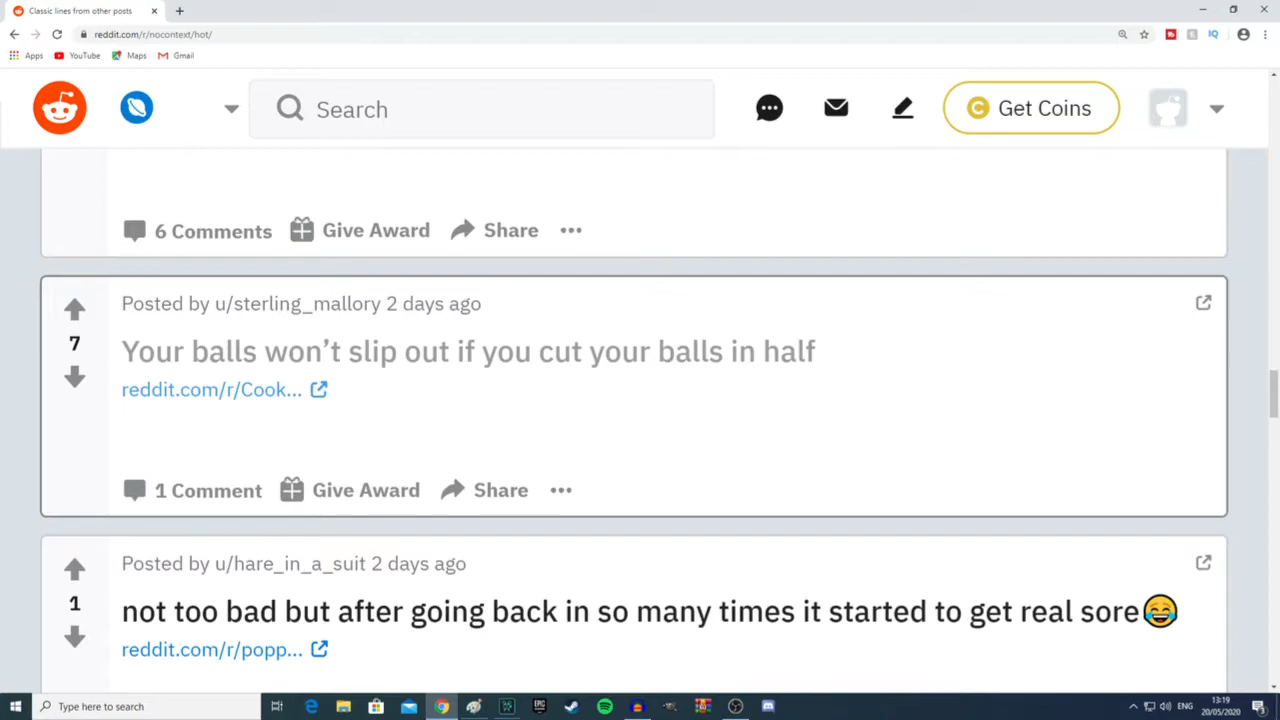 Classic lines from other posts
reddit.com/r/nocontext/hot/
Apps YouTube Maps Gmail
Search
Get Coins
6 Comments Give Award Share
Posted by u/sterling_mallory 2 days ago
7
Your balls won’t slip out if you cut your balls in half
reddit.com/r/Cook...
1 Comment Give Award Share
Posted by u/hare_in_a_suit 2 days ago
1
not too bad but after going back in so many times it started to get real sore😂
reddit.com/r/popp...
Type here to search
ENG
13:19
20/05/2020